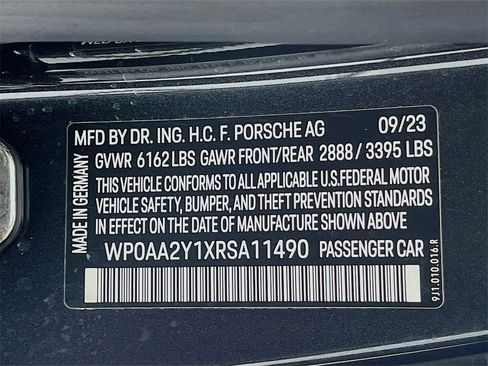 MFD BY DR. ING. H.C. F. PORSCHE AG 09/23
GVWR 6162 LBS GAWR FRONT/REAR 2888 / 3395 LBS
THIS VEHICLE CONFORMS TO ALL APPLICABLE U.S.FEDERAL MOTOR
VEHICLE SAFETY, BUMPER, AND THEFT PREVENTION STANDARDS
IN EFFECT ON THE DATE OF MANUFACTURE SHOWN ABOVE.
WP0AA2Y1XRSA11490 PASSENGER CAR
MADE IN GERMANY
9J1.010.016.R